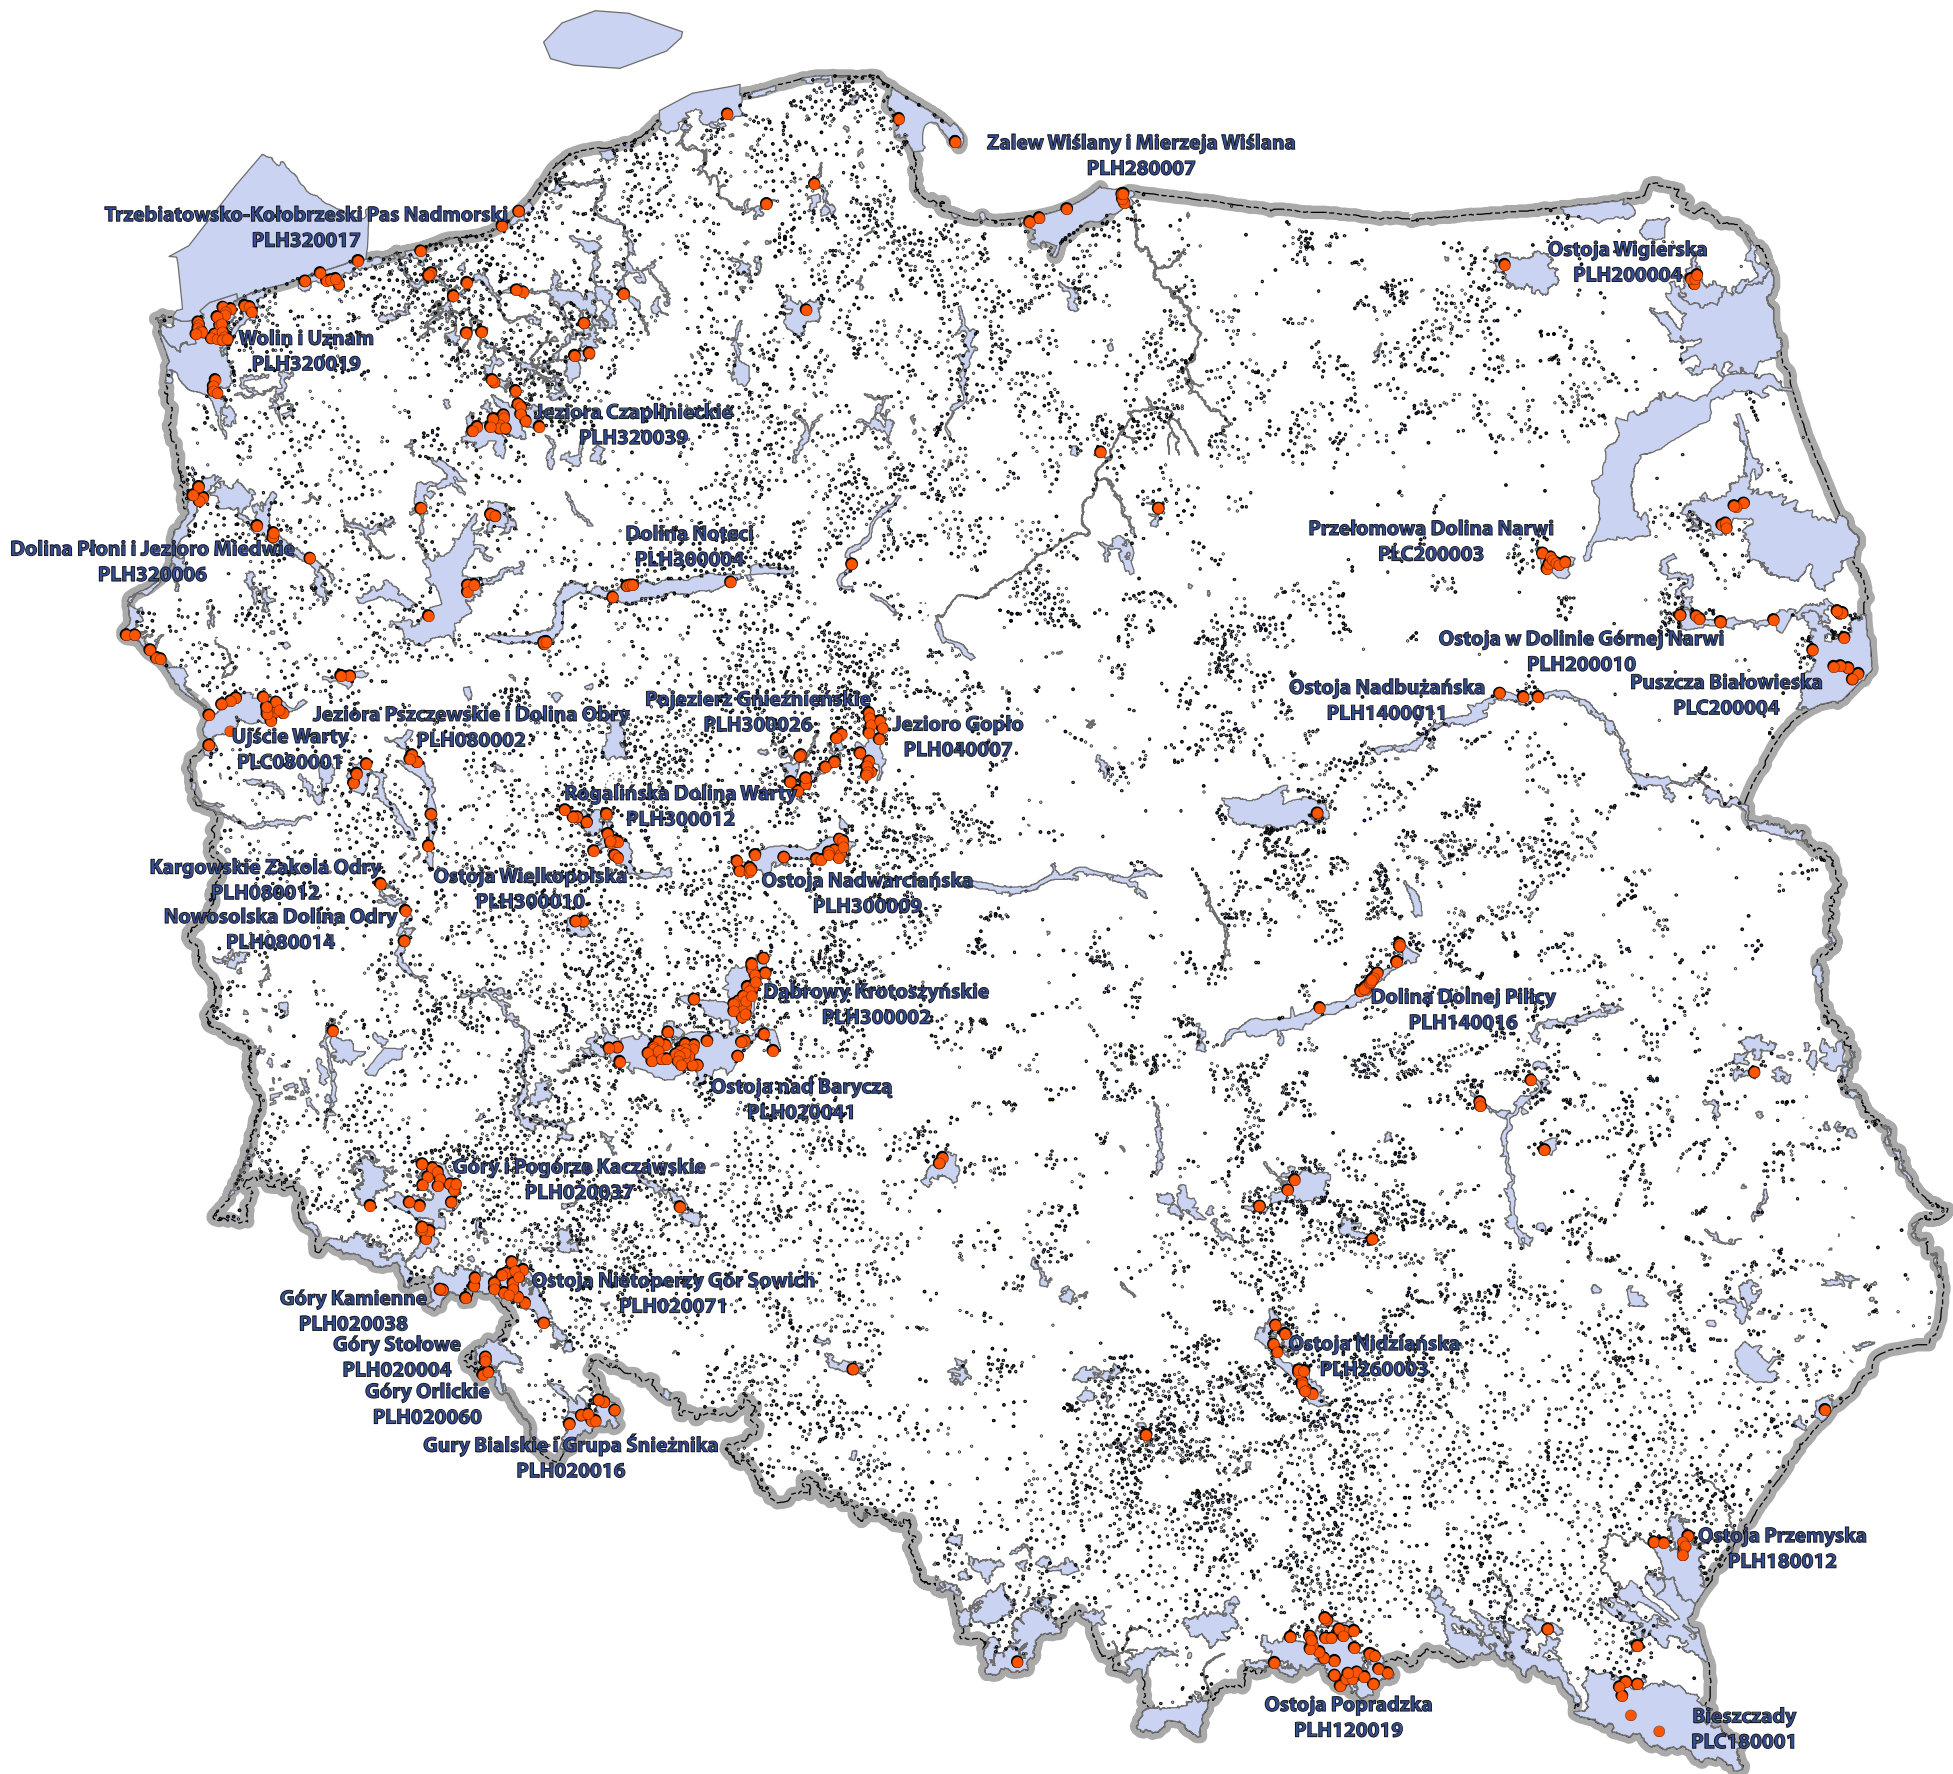 Zalew Wiślany i Mierzeja Wiślana
PLH280007
Trzebiatowsko-Kołobrzeski Pas Nadmorski
PLH320017
Ostoja Wigierska
PLH200004
Wolin i Uznam
PLH320019
Jeziora Czaplinieckie
PLH320039
Dolina Noteci
PLH300004
Przełomowa Dolina Narwi
PLC200003
Dolina Płoni i Jezioro Miedwie
PLH320006
Ostoja w Dolinie Górnej Narwi
PLH200010
Puszcza Białowieska
PLC200004
Ostoja Nadbużańska
PLH1400011
Pojezierz Gnieźnienskie
PLH300026
Jezioro Gopło
PLH040007
Jeziora Pszczewskie i Dolina Obry
PLH080002
Ujście Warty
PLC080001
Rogalińska Dolina Warty
PLH300012
Kargowskie Zakola Odry
PLH080012
Ostoja Wielkopolska
PLH300010
Ostoja Nadwarciańska
PLH300009
Nowosolska Dolina Odry
PLH080014
Dąbrowy Krotoszyńskie
PLH300002
Dolina Dolnej Pilicy
PLH140016
Ostoja nad Baryczą
PLH020041
Góry i Pogórze Kaczawskie
PLH020037
Ostoja Nietoperzy Gór Sowich
PLH020071
Góry Kamienne
PLH020038
Góry Stołowe
PLH020004
Ostoja Nidziańska
PLH260003
Góry Orlickie
PLH020060
Gury Bialskie i Grupa Śnieżnika
PLH020016
Ostoja Przemyska
PLH180012
Ostoja Popradzka
PLH120019
Bieszczady
PLC180001